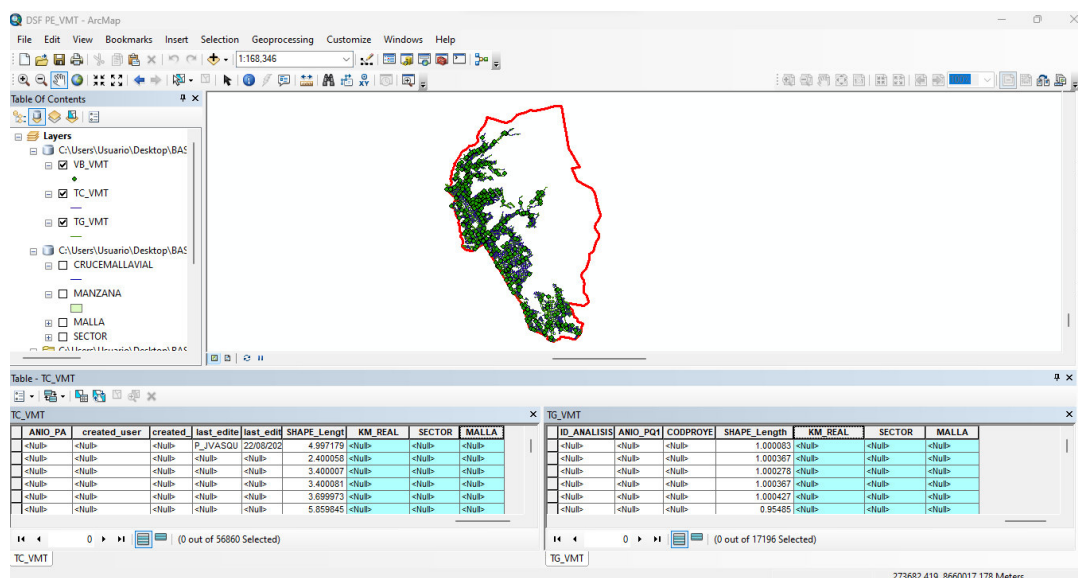 DSF PE_VMT - ArcMap
File Edit View Bookmarks Insert Selection Geoprocessing Customize Windows Help
1:168,346
Table Of Contents
Layers
C:\Users\Usuario\Desktop\BAS
VB_VMT
TC_VMT
TG_VMT
C:\Users\Usuario\Desktop\BAS
CRUCEMALLAVIAL
MANZANA
MALLA
SECTOR
C:\Users\Usuario\Desktop\BAS
Table - TC_VMT
TC_VMT
ANIO_PA created_user created_ last_edite last_edit SHAPE_Lengt KM_REAL SECTOR MALLA
<Null> <Null> <Null> P_JVASQU 22/08/202 4.997179 <Null> <Null> <Null>
<Null> <Null> <Null> <Null> <Null> 2.400058 <Null> <Null> <Null>
<Null> <Null> <Null> <Null> <Null> 3.400007 <Null> <Null> <Null>
<Null> <Null> <Null> <Null> <Null> 3.400081 <Null> <Null> <Null>
<Null> <Null> <Null> <Null> <Null> 3.699973 <Null> <Null> <Null>
<Null> <Null> <Null> <Null> <Null> 5.859845 <Null> <Null> <Null>
0 (0 out of 56860 Selected)
TC_VMT
TG_VMT
ID_ANALISIS ANIO_PQ1 CODPROYE SHAPE_Length KM_REAL SECTOR MALLA
<Null> <Null> <Null> 1.000083 <Null> <Null> <Null>
<Null> <Null> <Null> 1.000367 <Null> <Null> <Null>
<Null> <Null> <Null> 1.000278 <Null> <Null> <Null>
<Null> <Null> <Null> 1.000367 <Null> <Null> <Null>
<Null> <Null> <Null> 1.000427 <Null> <Null> <Null>
<Null> <Null> <Null> 0.95485 <Null> <Null> <Null>
0 (0 out of 17196 Selected)
TG_VMT
273682.419 8660017.178 Meters